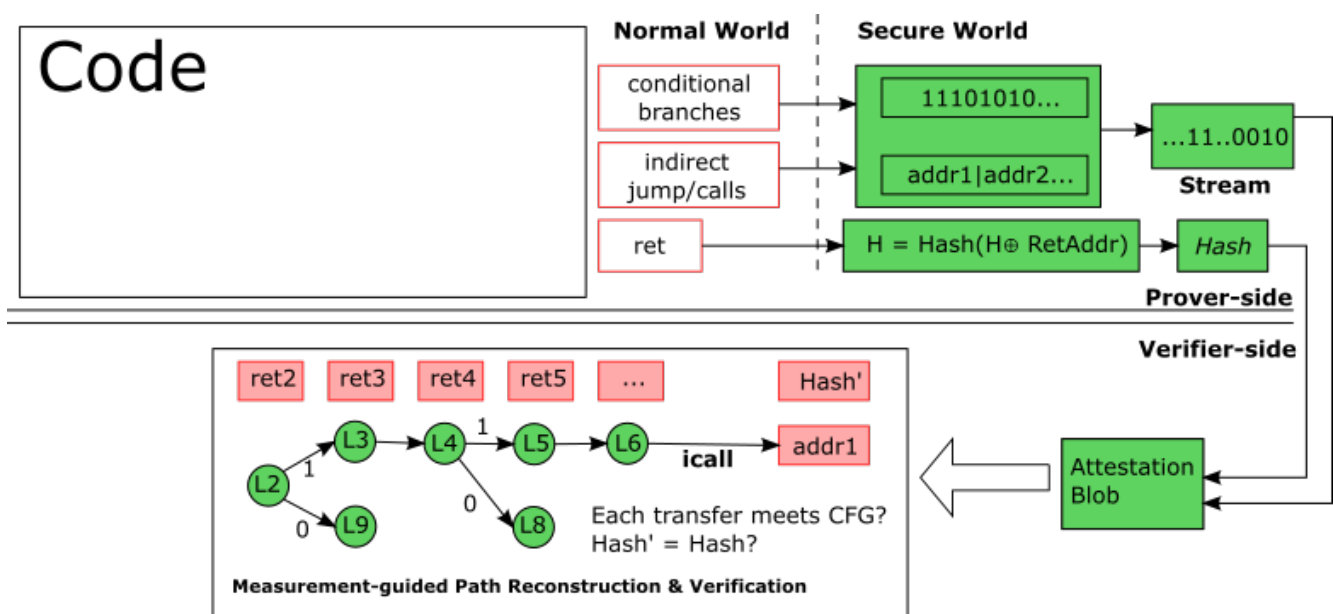 Code
Normal World
Secure World
conditional
branches
11101010...
...11..0010
indirect
jump/calls
addr1|addr2...
Stream
ret
H = Hash(H⊕ RetAddr)
Hash
Prover-side
Verifier-side
ret2
ret3
ret4
ret5
...
Hash'
L3
L4
1
L5
L6
addr1
icall
L2
1
0
L9
0
L8
Each transfer meets CFG?
Hash' = Hash?
Attestation
Blob
Measurement-guided Path Reconstruction & Verification